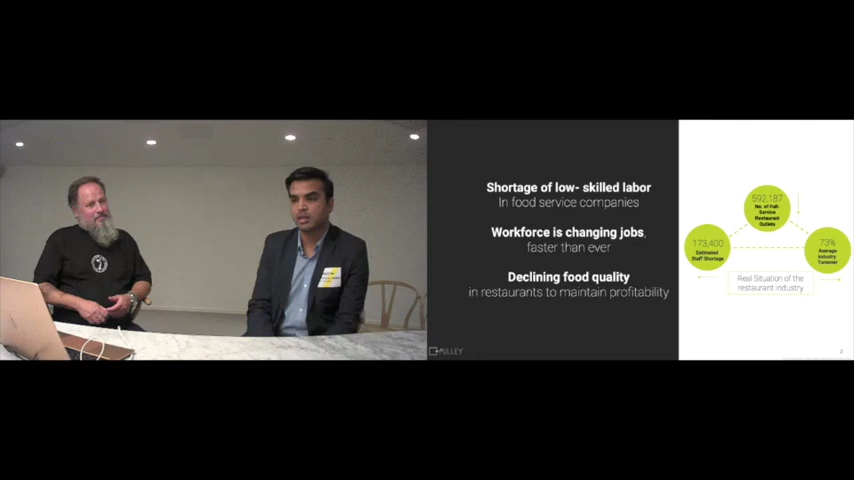 Shortage of low- skilled labor
In food service companies
Workforce is changing jobs,
faster than ever
Declining food quality
in restaurants to maintain profitability
592,187
No. of Full-
Service
Restaurant
Outlets
173,400
Estimated
Staff Shortage
73%
Average
Industry
Turnover
Real Situation of the
restaurant industry
PULLEY
3